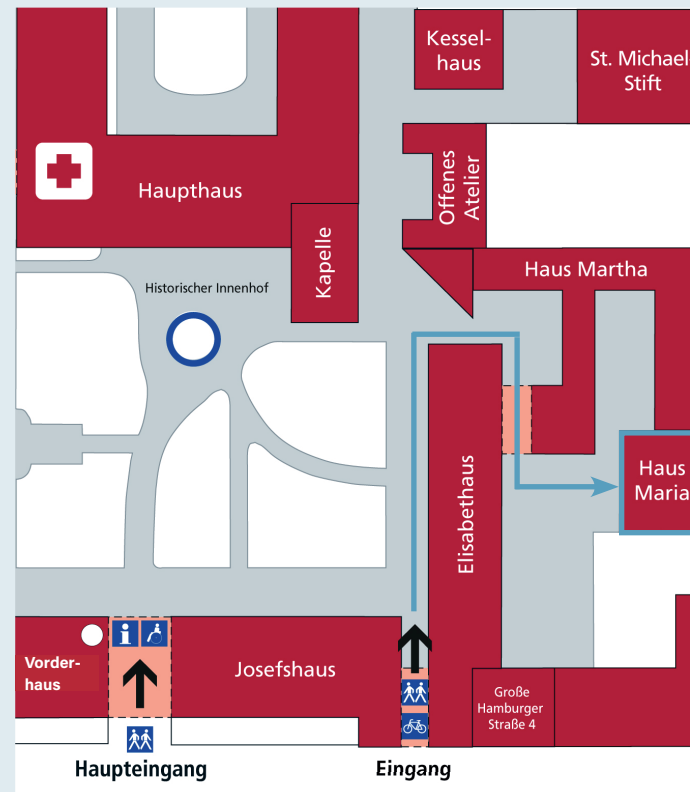 Kessel-
haus
St. Michael-
Stift
Haupthaus
Offenes
Atelier
Kapelle
Haus Martha
Historischer Innenhof
Elisabethhaus
Haus
Maria
Vorder-
haus
Josefshaus
Große
Hamburger
Straße 4
Haupteingang
Eingang